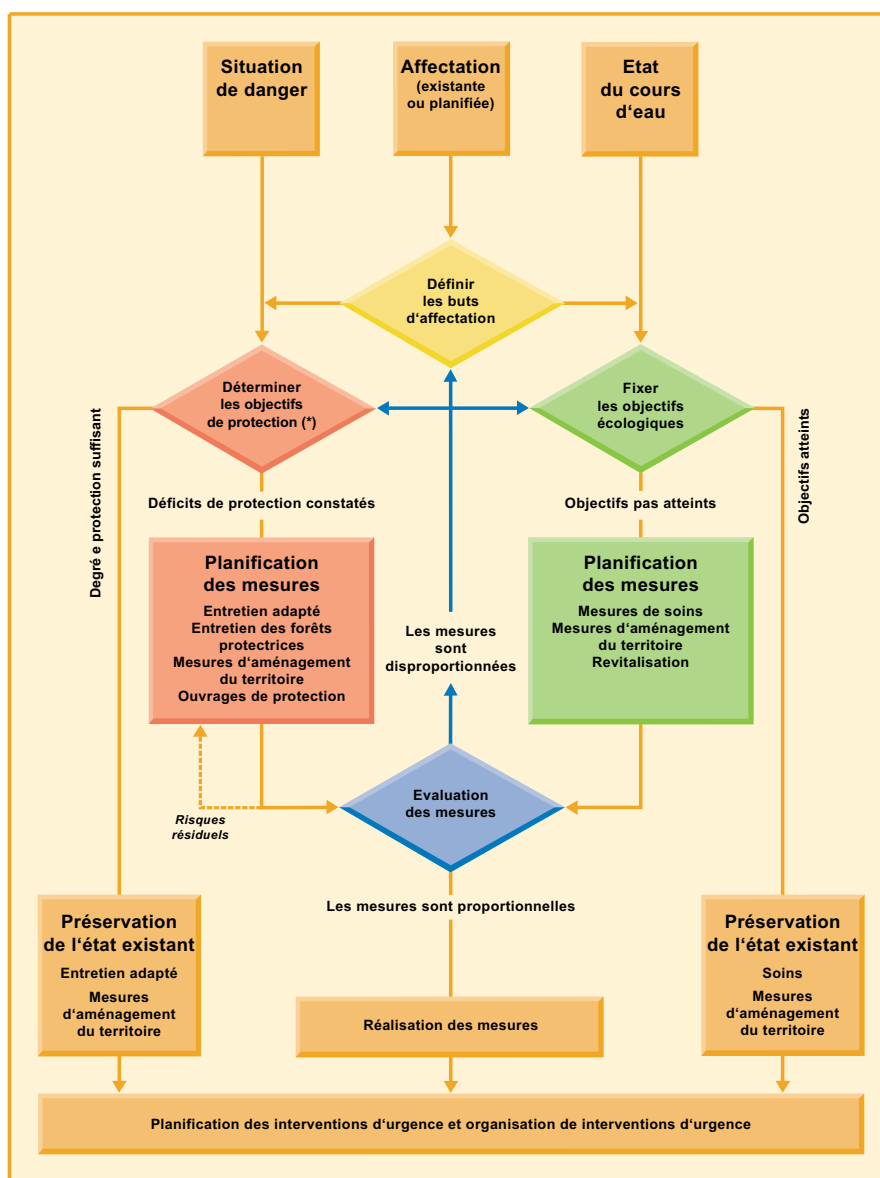 Situation
de danger
Affectation
(existante
ou planifiée)
Etat
du cours
d‘eau
Définir
les buts
d‘affectation
Déterminer
les objectifs
de protection (*)
Fixer
les objectifs
écologiques
Degré e protection suffisant
Objectifs atteints
Déficits de protection constatés
Objectifs pas atteints
Planification
des mesures
Entretien adapté
Entretien des forêts
protectrices
Mesures d‘aménagement
du territoire
Ouvrages de protection
Les mesures
sont
disproportionnées
Planification
des mesures
Mesures de soins
Mesures d‘aménagement
du territoire
Revitalisation
Evaluation
des mesures
Risques
résiduels
Les mesures sont proportionnelles
Préservation
de l‘état existant
Entretien adapté
Mesures
d‘aménagement
du territoire
Réalisation des mesures
Préservation
de l‘état existant
Soins
Mesures
d‘aménagement
du territoire
Planification des interventions d‘urgence et organisation de interventions d‘urgence